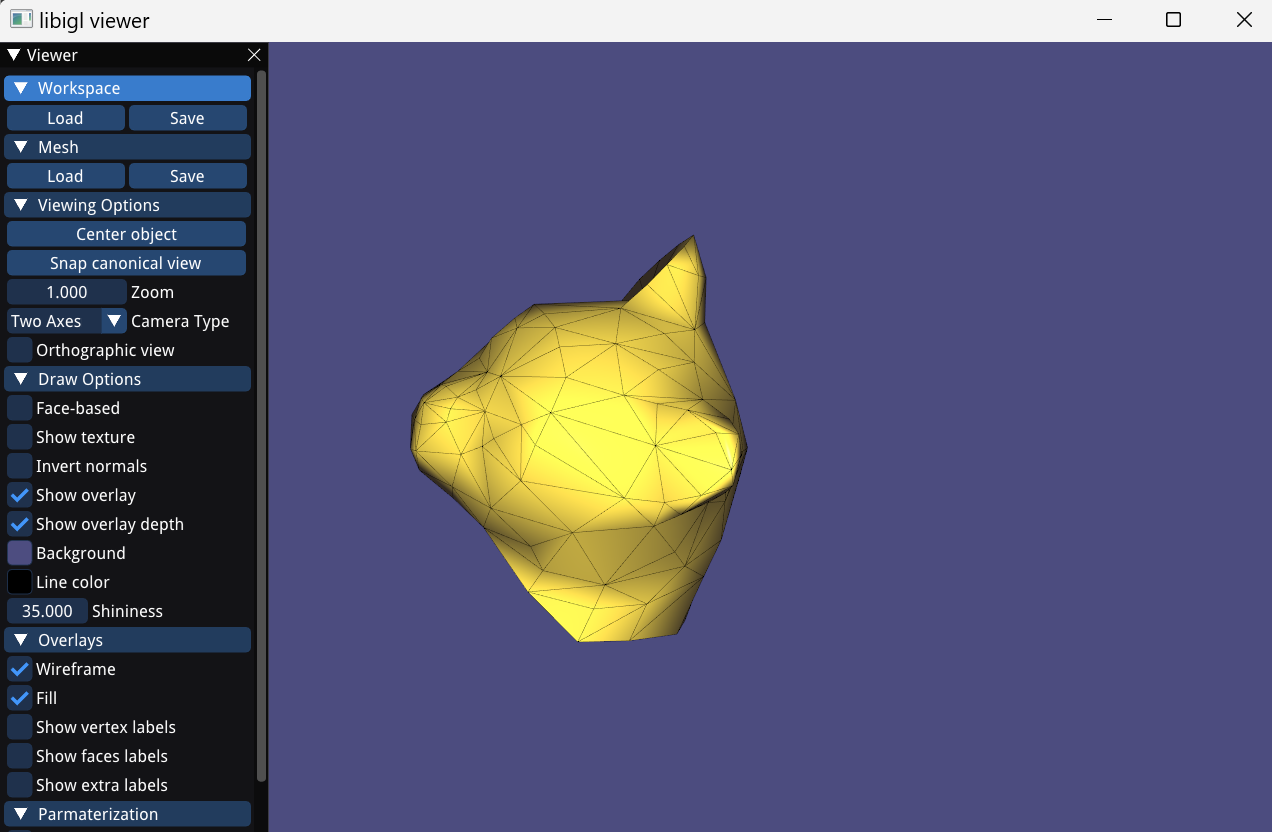 libigl viewer
Viewer
Workspace
Load Save
Mesh
Load Save
Viewing Options
Center object
Snap canonical view
1.000 Zoom
Two Axes Camera Type
Orthographic view
Draw Options
Face-based
Show texture
Invert normals
Show overlay
Show overlay depth
Background
Line color
35.000 Shininess
Overlays
Wireframe
Fill
Show vertex labels
Show faces labels
Show extra labels
Parmaterization